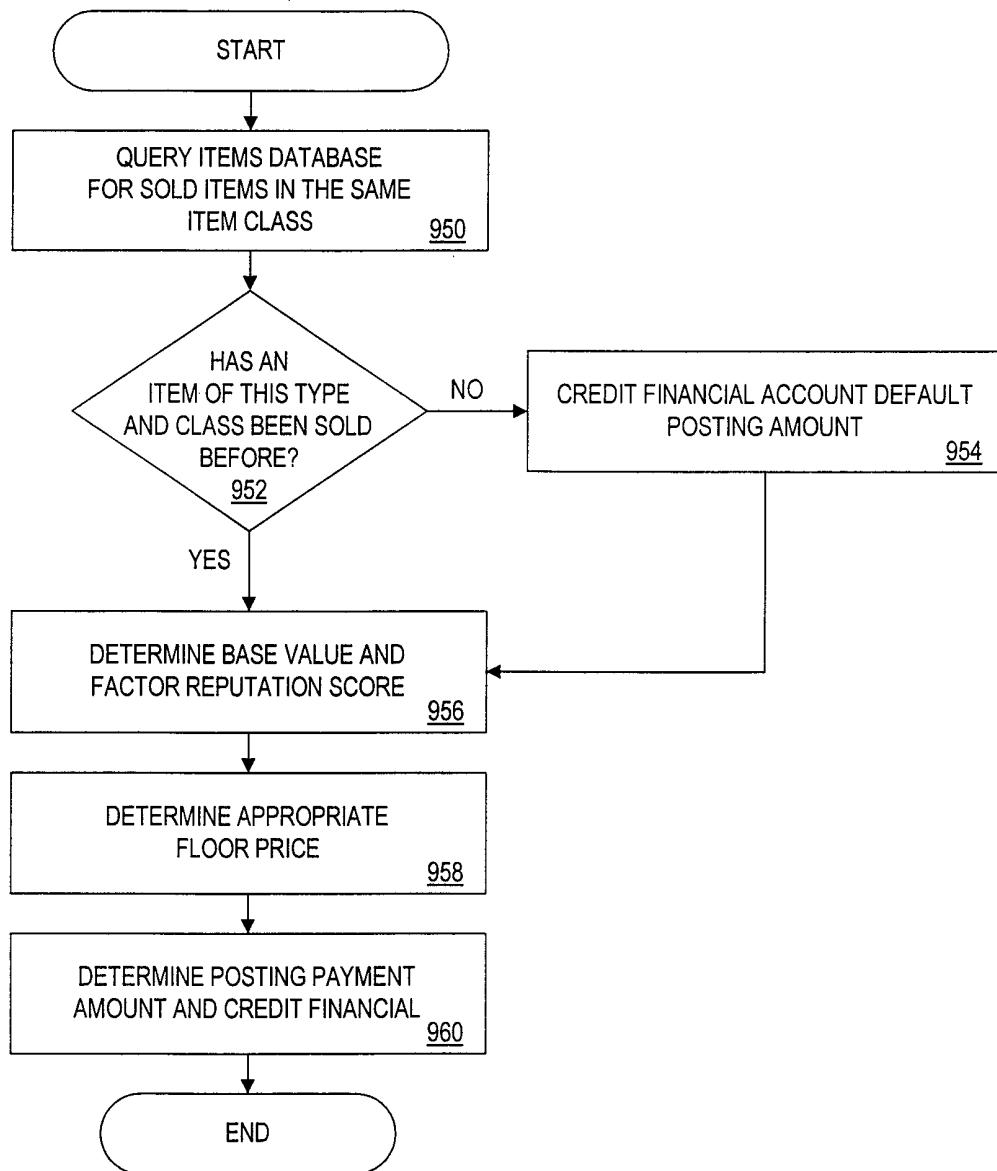 START
QUERY ITEMS DATABASE
FOR SOLD ITEMS IN THE SAME
ITEM CLASS
950
HAS AN
ITEM OF THIS TYPE
AND CLASS BEEN SOLD
BEFORE?
952
NO
CREDIT FINANCIAL ACCOUNT DEFAULT
POSTING AMOUNT
954
YES
DETERMINE BASE VALUE AND
FACTOR REPUTATION SCORE
956
DETERMINE APPROPRIATE
FLOOR PRICE
958
DETERMINE POSTING PAYMENT
AMOUNT AND CREDIT FINANCIAL
960
END